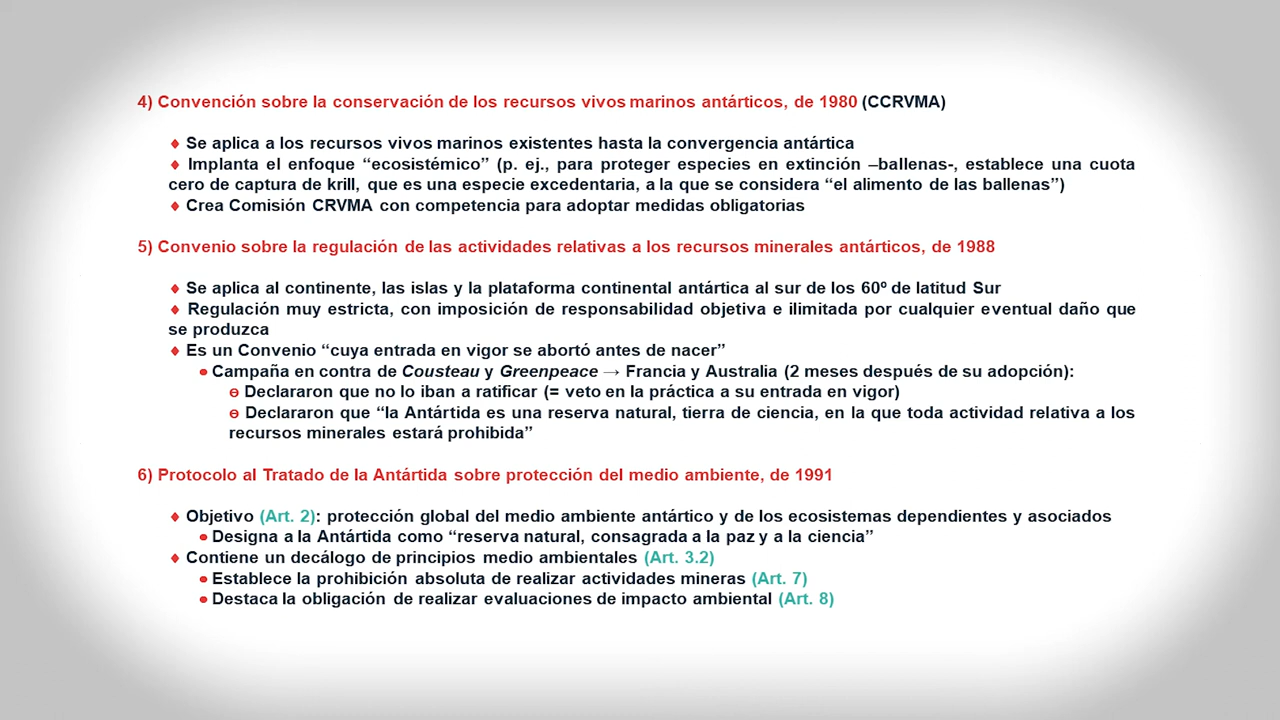 4) Convención sobre la conservación de los recursos vivos marinos antárticos, de 1980 (CCRVMA)
♦ Se aplica a los recursos vivos marinos existentes hasta la convergencia antártica
♦ Implanta el enfoque “ecosistémico” (p. ej., para proteger especies en extinción –ballenas-, establece una cuota
cero de captura de krill, que es una especie excedentaria, a la que se considera “el alimento de las ballenas”)
♦ Crea Comisión CRVMA con competencia para adoptar medidas obligatorias
5) Convenio sobre la regulación de las actividades relativas a los recursos minerales antárticos, de 1988
♦ Se aplica al continente, las islas y la plataforma continental antártica al sur de los 60º de latitud Sur
♦ Regulación muy estricta, con imposición de responsabilidad objetiva e ilimitada por cualquier eventual daño que
se produzca
♦ Es un Convenio “cuya entrada en vigor se abortó antes de nacer”
● Campaña en contra de Cousteau y Greenpeace → Francia y Australia (2 meses después de su adopción):
⊖ Declararon que no lo iban a ratificar (= veto en la práctica a su entrada en vigor)
⊖ Declararon que “la Antártida es una reserva natural, tierra de ciencia, en la que toda actividad relativa a los
recursos minerales estará prohibida”
6) Protocolo al Tratado de la Antártida sobre protección del medio ambiente, de 1991
♦ Objetivo (Art. 2): protección global del medio ambiente antártico y de los ecosistemas dependientes y asociados
● Designa a la Antártida como “reserva natural, consagrada a la paz y a la ciencia”
♦ Contiene un decálogo de principios medio ambientales (Art. 3.2)
● Establece la prohibición absoluta de realizar actividades mineras (Art. 7)
● Destaca la obligación de realizar evaluaciones de impacto ambiental (Art. 8)